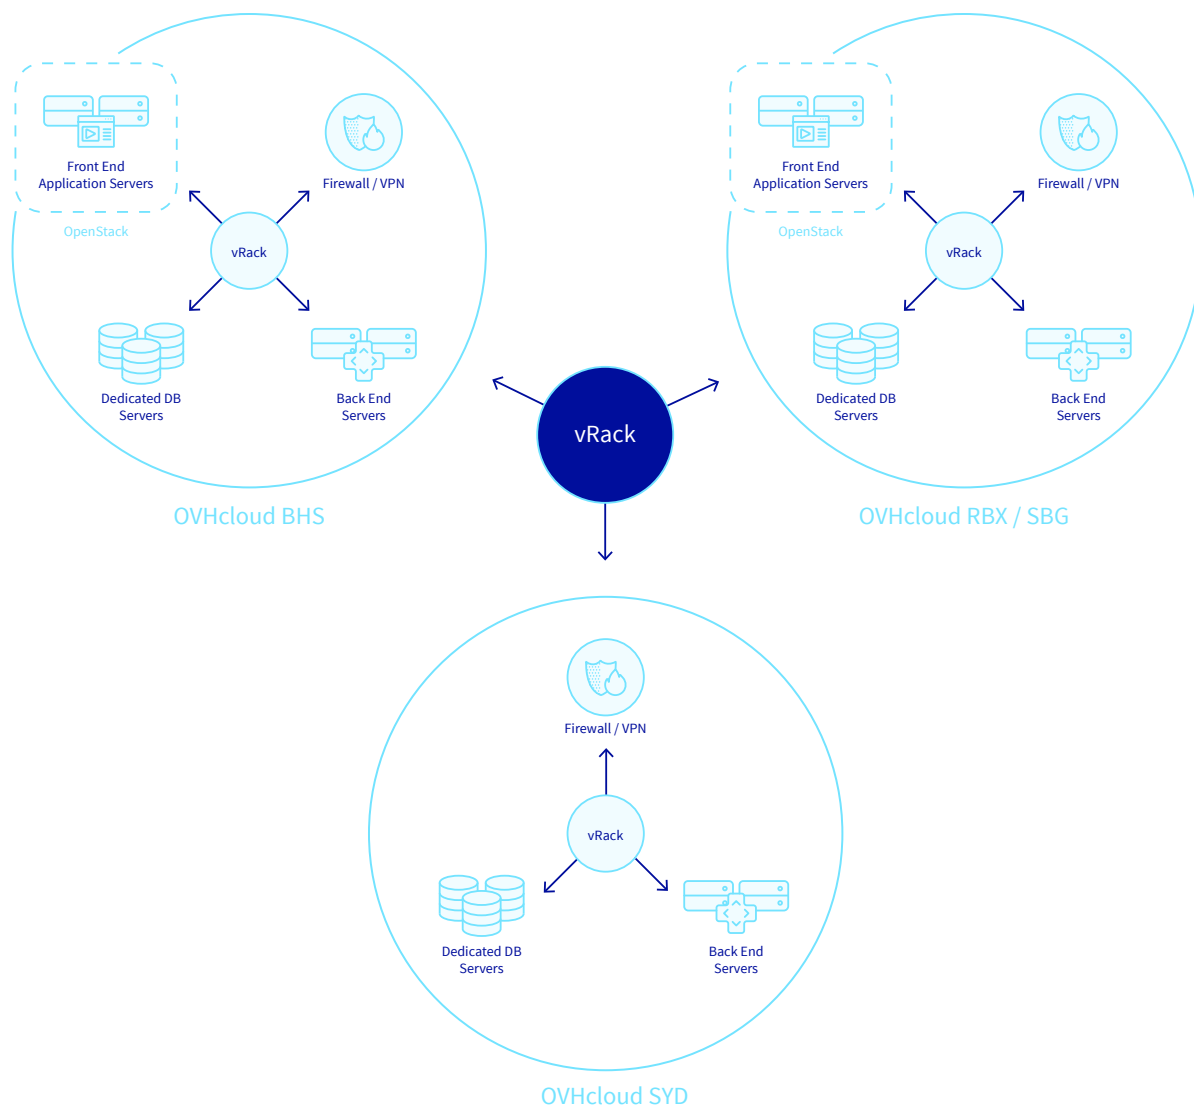 Front End
Application Servers
OpenStack
Firewall / VPN
vRack
Dedicated DB
Servers
Back End
Servers
OVHcloud BHS
Front End
Application Servers
OpenStack
Firewall / VPN
vRack
Dedicated DB
Servers
Back End
Servers
OVHcloud RBX / SBG
vRack
Firewall / VPN
vRack
Dedicated DB
Servers
Back End
Servers
OVHcloud SYD